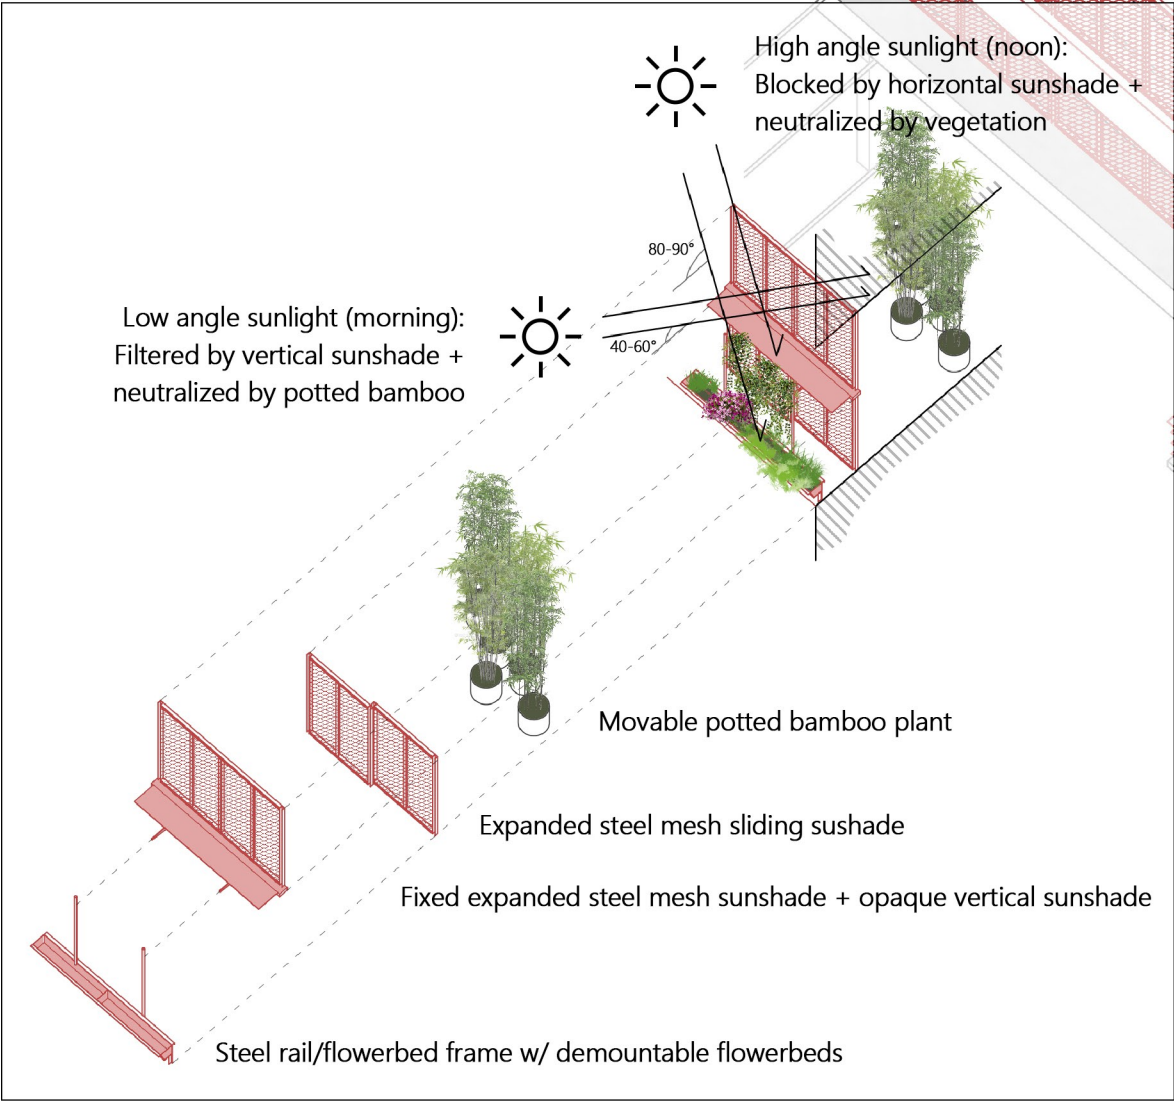 High angle sunlight (noon):
Blocked by horizontal sunshade +
neutralized by vegetation
80-90°
Low angle sunlight (morning):
Filtered by vertical sunshade +
neutralized by potted bamboo
40-60°
Movable potted bamboo plant
Expanded steel mesh sliding sushade
Fixed expanded steel mesh sunshade + opaque vertical sunshade
Steel rail/flowerbed frame w/ demountable flowerbeds